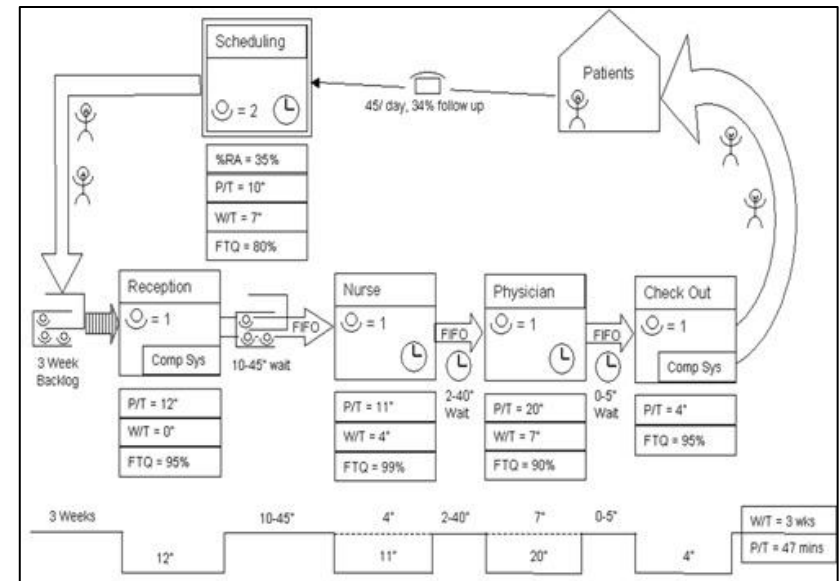 Scheduling
= 2
Patients
45/ day, 34% follow up
%RA = 35%
P/T = 10"
W/T = 7"
FTQ = 80%
3 Week
Backlog
Reception
= 1
Comp Sys
P/T = 12"
W/T = 0"
FTQ = 95%
FIFO
10-45" wait
Nurse
= 1
P/T = 11"
W/T = 4"
FTQ = 99%
FIFO
2-40"
Wait
Physician
= 1
P/T = 20"
W/T = 7"
FTQ = 90%
FIFO
0-5"
Wait
Check Out
= 1
Comp Sys
P/T = 4"
FTQ = 95%
3 Weeks
10-45"
4"
2-40"
7"
0-5"
W/T = 3 wks
12"
11"
20"
4"
P/T = 47 mins